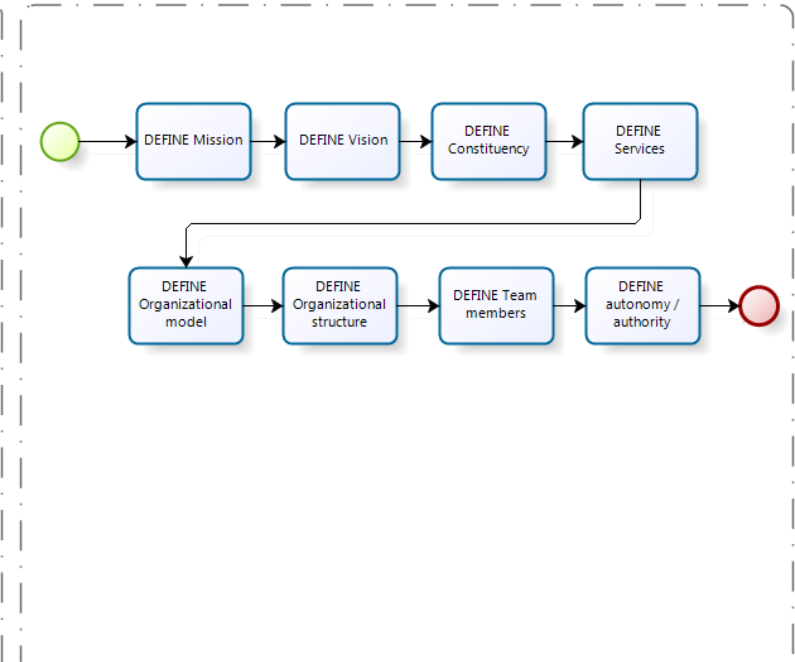 DEFINE Mission
DEFINE Vision
DEFINE
Constituency
DEFINE
Services
DEFINE
Organizational
model
DEFINE
Organizational
structure
DEFINE Team
members
DEFINE
autonomy /
authority